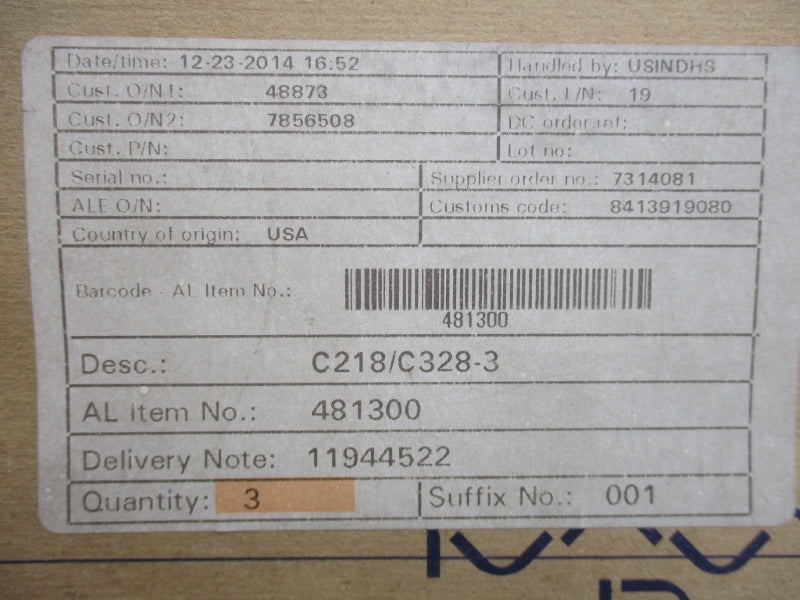 Date/time: 12-23-2014 16:52 Handled by: USINDHS
Cust. O/N1: 48873 Cust. L/N: 19
Cust. O/N2: 7856508 DC order ref:
Cust. P/N: Lot no:
Serial no.: Supplier order no.: 7314081
ALE O/N: Customs code: 8413919080
Country of origin: USA
Barcode - AL Item No.:
481300
Desc.: C218/C328-3
AL item No.: 481300
Delivery Note: 11944522
Quantity: 3 Suffix No.: 001